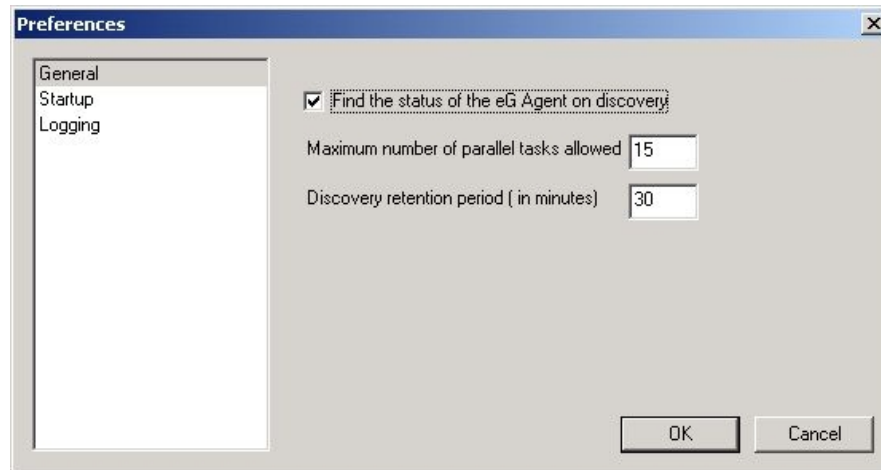 Preferences
General
Startup
Logging
Find the status of the eG Agent on discovery
Maximum number of parallel tasks allowed 15
Discovery retention period ( in minutes) 30
OK Cancel